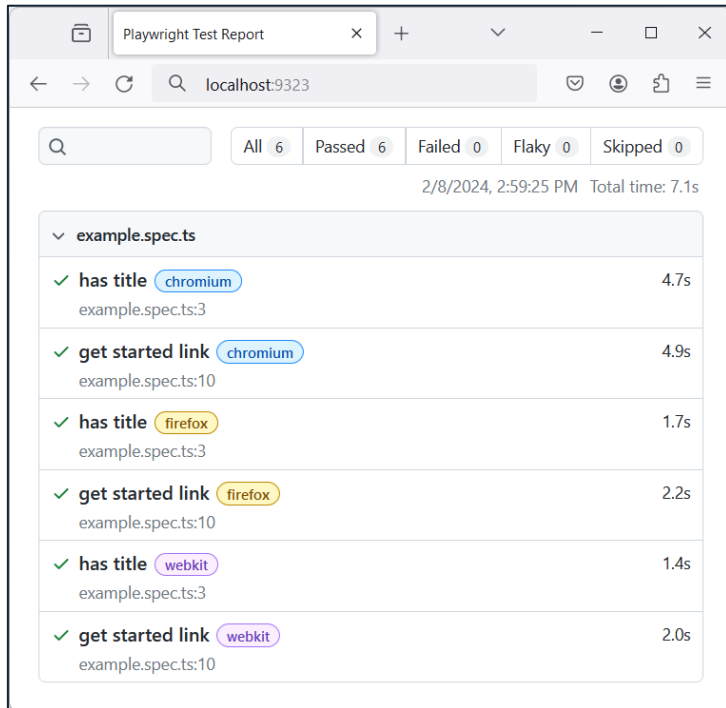 Playwright Test Report
localhost:9323
All 6 Passed 6 Failed 0 Flaky 0 Skipped 0
2/8/2024, 2:59:25 PM Total time: 7.1s
example.spec.ts
has title chromium 4.7s
example.spec.ts:3
get started link chromium 4.9s
example.spec.ts:10
has title firefox 1.7s
example.spec.ts:3
get started link firefox 2.2s
example.spec.ts:10
has title webkit 1.4s
example.spec.ts:3
get started link webkit 2.0s
example.spec.ts:10